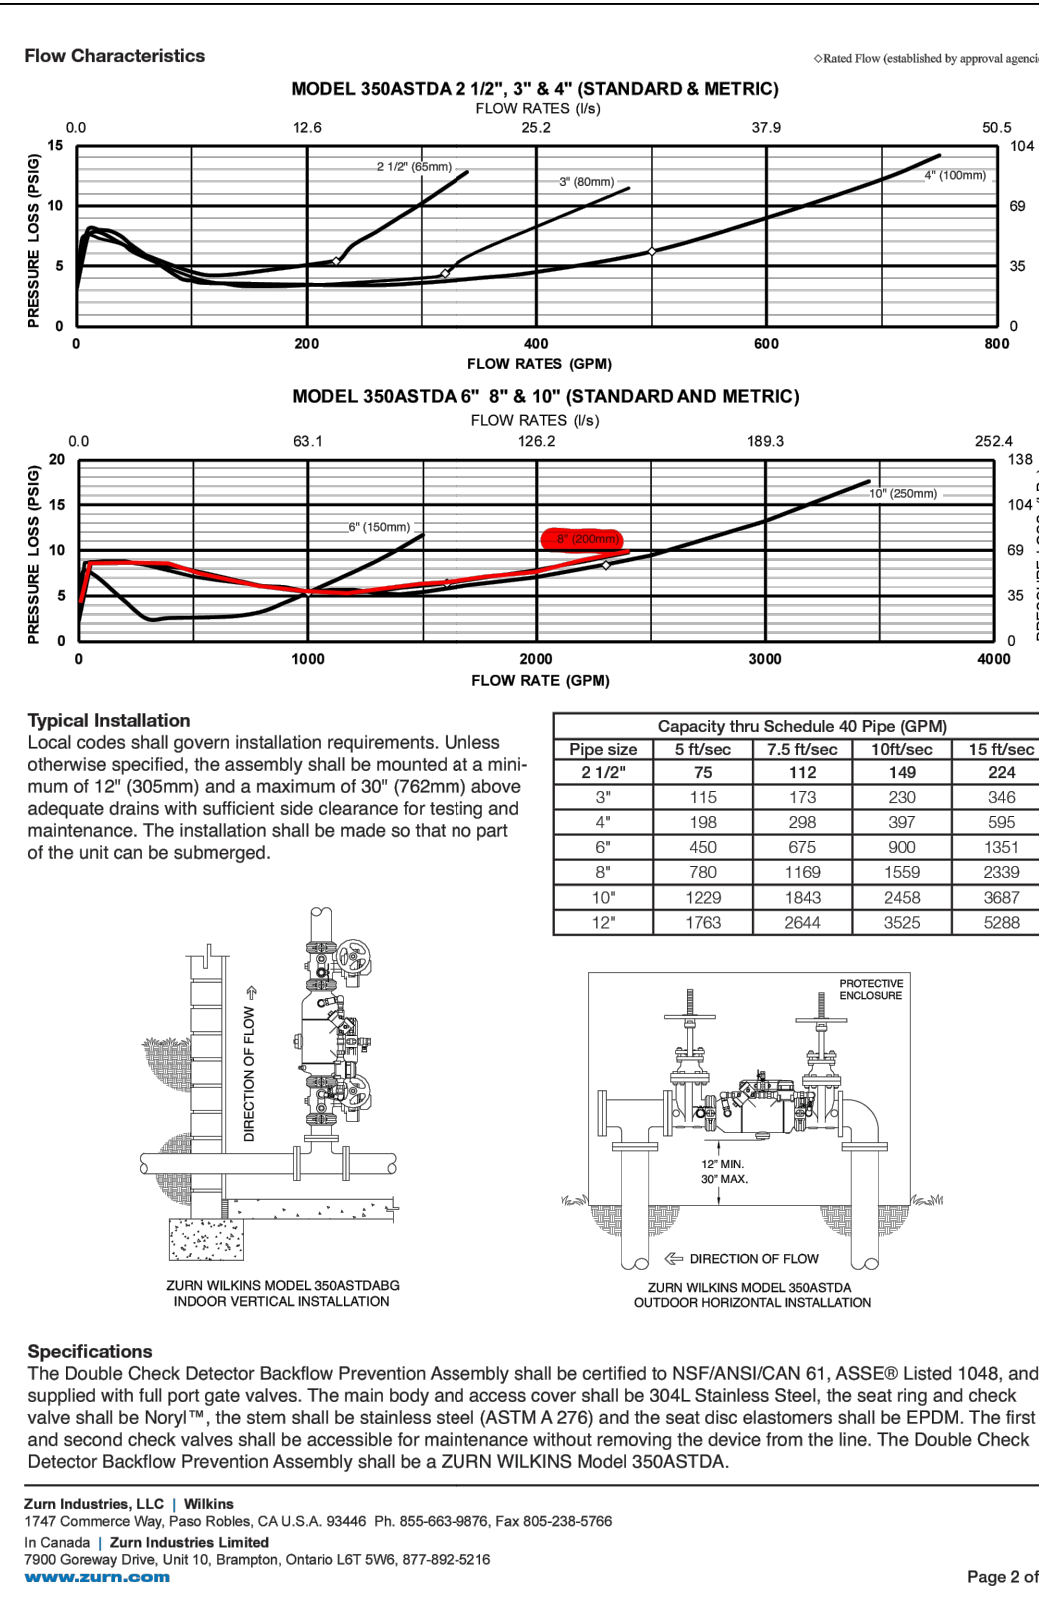 Flow Characteristics
◇Rated Flow (established by approval agencie
MODEL 350ASTDA 2 1/2", 3" & 4" (STANDARD & METRIC)
FLOW RATES (l/s)
0.0 12.6 25.2 37.9 50.5
15 104
10 69
5 35
0 0
PRESSURE LOSS (PSIG)
2 1/2" (65mm)
3" (80mm)
4" (100mm)
0 200 400 600 800
FLOW RATES (GPM)
MODEL 350ASTDA 6" 8" & 10" (STANDARD AND METRIC)
FLOW RATES (l/s)
0.0 63.1 126.2 189.3 252.4
20 138
15 104
10 69
5 35
0 0
PRESSURE LOSS (PSIG)
6" (150mm)
8" (200mm)
10" (250mm)
0 1000 2000 3000 4000
FLOW RATE (GPM)
Typical Installation
Local codes shall govern installation requirements. Unless
otherwise specified, the assembly shall be mounted at a mini-
mum of 12" (305mm) and a maximum of 30" (762mm) above
adequate drains with sufficient side clearance for testing and
maintenance. The installation shall be made so that no part
of the unit can be submerged.
Capacity thru Schedule 40 Pipe (GPM)
Pipe size 5 ft/sec 7.5 ft/sec 10ft/sec 15 ft/sec
2 1/2" 75 112 149 224
3" 115 173 230 346
4" 198 298 397 595
6" 450 675 900 1351
8" 780 1169 1559 2339
10" 1229 1843 2458 3687
12" 1763 2644 3525 5288
DIRECTION OF FLOW
ZURN WILKINS MODEL 350ASTDABG
INDOOR VERTICAL INSTALLATION
PROTECTIVE
ENCLOSURE
12" MIN.
30" MAX.
DIRECTION OF FLOW
ZURN WILKINS MODEL 350ASTDA
OUTDOOR HORIZONTAL INSTALLATION
Specifications
The Double Check Detector Backflow Prevention Assembly shall be certified to NSF/ANSI/CAN 61, ASSE® Listed 1048, and
supplied with full port gate valves. The main body and access cover shall be 304L Stainless Steel, the seat ring and check
valve shall be Noryl™, the stem shall be stainless steel (ASTM A 276) and the seat disc elastomers shall be EPDM. The first
and second check valves shall be accessible for maintenance without removing the device from the line. The Double Check
Detector Backflow Prevention Assembly shall be a ZURN WILKINS Model 350ASTDA.
Zurn Industries, LLC | Wilkins
1747 Commerce Way, Paso Robles, CA U.S.A. 93446 Ph. 855-663-9876, Fax 805-238-5766
In Canada | Zurn Industries Limited
7900 Goreway Drive, Unit 10, Brampton, Ontario L6T 5W6, 877-892-5216
www.zurn.com
Page 2 of